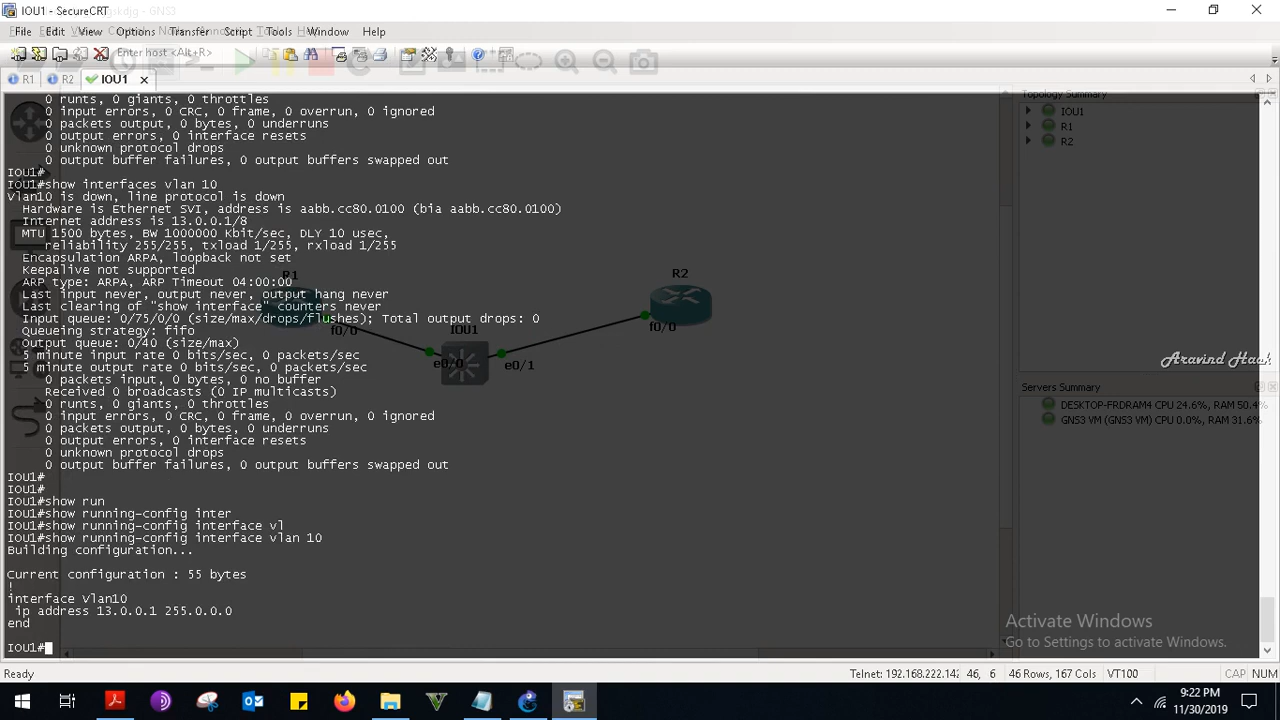 IOU1 - SecureCRT
File Edit View Options Transfer Script Tools Window Help
Enter host <Alt+R>
R1 R2 IOU1
0 runts, 0 giants, 0 throttles
0 input errors, 0 CRC, 0 frame, 0 overrun, 0 ignored
0 packets output, 0 bytes, 0 underruns
0 output errors, 0 interface resets
0 unknown protocol drops
0 output buffer failures, 0 output buffers swapped out
IOU1#
IOU1#show interfaces vlan 10
Vlan10 is down, line protocol is down
Hardware is Ethernet SVI, address is aabb.cc80.0100 (bia aabb.cc80.0100)
Internet address is 13.0.0.1/8
MTU 1500 bytes, BW 1000000 Kbit/sec, DLY 10 usec,
reliability 255/255, txload 1/255, rxload 1/255
Encapsulation ARPA, loopback not set
Keepalive not supported
ARP type: ARPA, ARP Timeout 04:00:00
Last input never, output never, output hang never
Last clearing of "show interface" counters never
Input queue: 0/75/0/0 (size/max/drops/flushes); Total output drops: 0
Queueing strategy: fifo
Output queue: 0/40 (size/max)
5 minute input rate 0 bits/sec, 0 packets/sec
5 minute output rate 0 bits/sec, 0 packets/sec
0 packets input, 0 bytes, 0 no buffer
Received 0 broadcasts (0 IP multicasts)
0 runts, 0 giants, 0 throttles
0 input errors, 0 CRC, 0 frame, 0 overrun, 0 ignored
0 packets output, 0 bytes, 0 underruns
0 output errors, 0 interface resets
0 unknown protocol drops
0 output buffer failures, 0 output buffers swapped out
IOU1#
IOU1#
IOU1#show run
IOU1#show running-config inter
IOU1#show running-config interface vl
IOU1#show running-config interface vlan 10
Building configuration...
Current configuration : 55 bytes
!
interface Vlan10
ip address 13.0.0.1 255.0.0.0
end
IOU1#
R1
f0/0
IOU1
e0/0
e0/1
R2
f0/0
Topology Summary
IOU1
R1
R2
Aravind Haak
Servers Summary
DESKTOP-FRDRAM4 CPU 24.6%, RAM 50.4%
GNS3 VM (GNS3 VM) CPU 0.0%, RAM 31.6%
Activate Windows
Go to Settings to activate Windows.
Ready
Telnet: 192.168.222.142 46, 6 46 Rows, 167 Cols VT100 CAP NUM
9:22 PM
11/30/2019